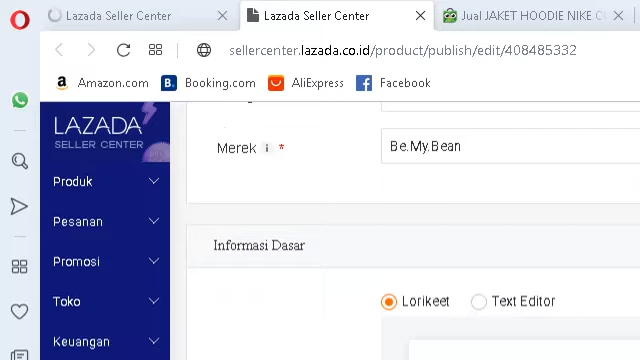 Lazada Seller Center
Lazada Seller Center
Jual JAKET HOODIE NIKE
sellercenter.lazada.co.id/product/publish/edit/408485332
Amazon.com
B. Booking.com
AliExpress
Facebook
LAZADA
SELLER CENTER
Merek i *
Be.My.Bean
Produk
Pesanan
Informasi Dasar
Promosi
Toko
Lorikeet
Text Editor
Keuangan